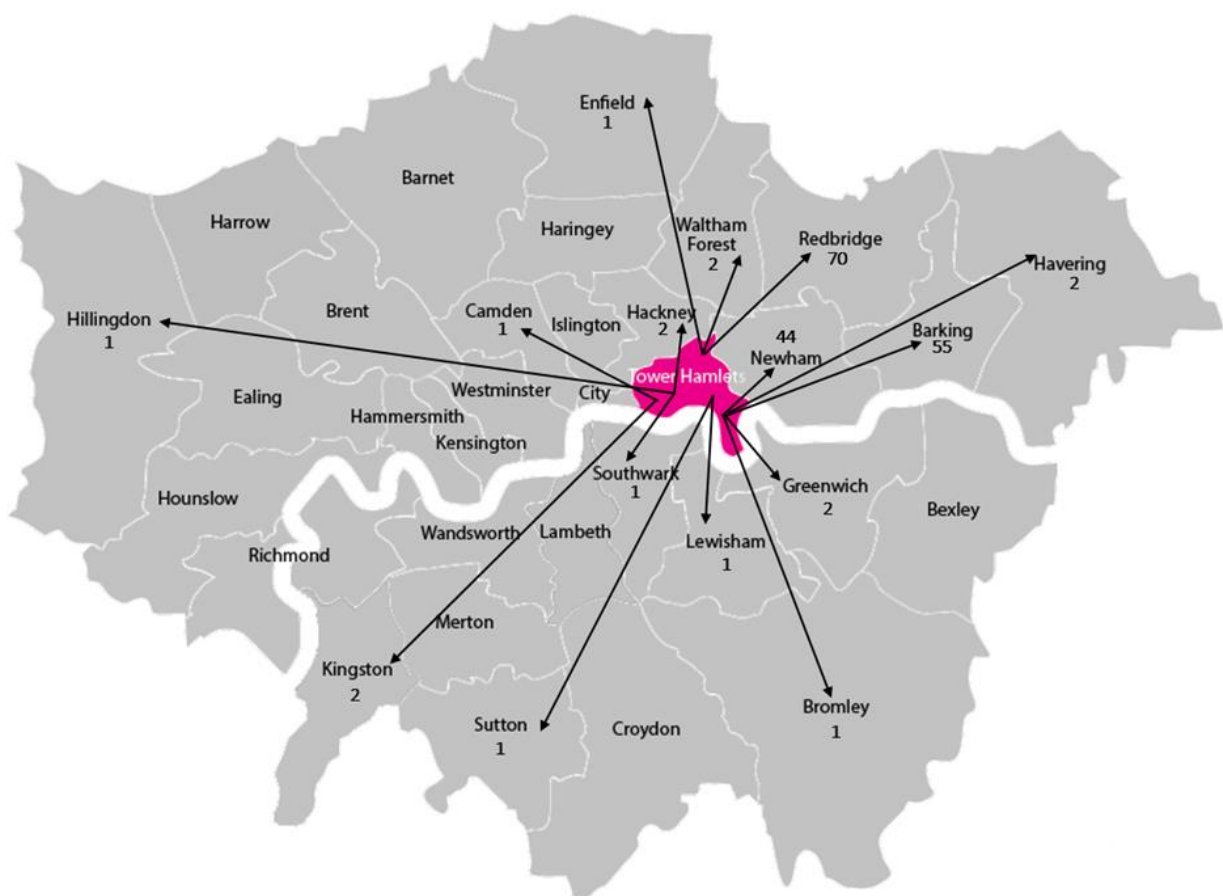 Enfield
1
Barnet
Harrow
Haringey
Waltham
Forest
2
Redbridge
70
Havering
2
Hillingdon
1
Brent
Camden
1
Islington
Hackney
2
44
Newham
Barking
55
Tower Hamlets
Ealing
Westminster
City
Hammersmith
Kensington
Southwark
1
Greenwich
2
Hounslow
Bexley
Wandsworth
Lambeth
Lewisham
1
Richmond
Merton
Kingston
2
Sutton
1
Croydon
Bromley
1